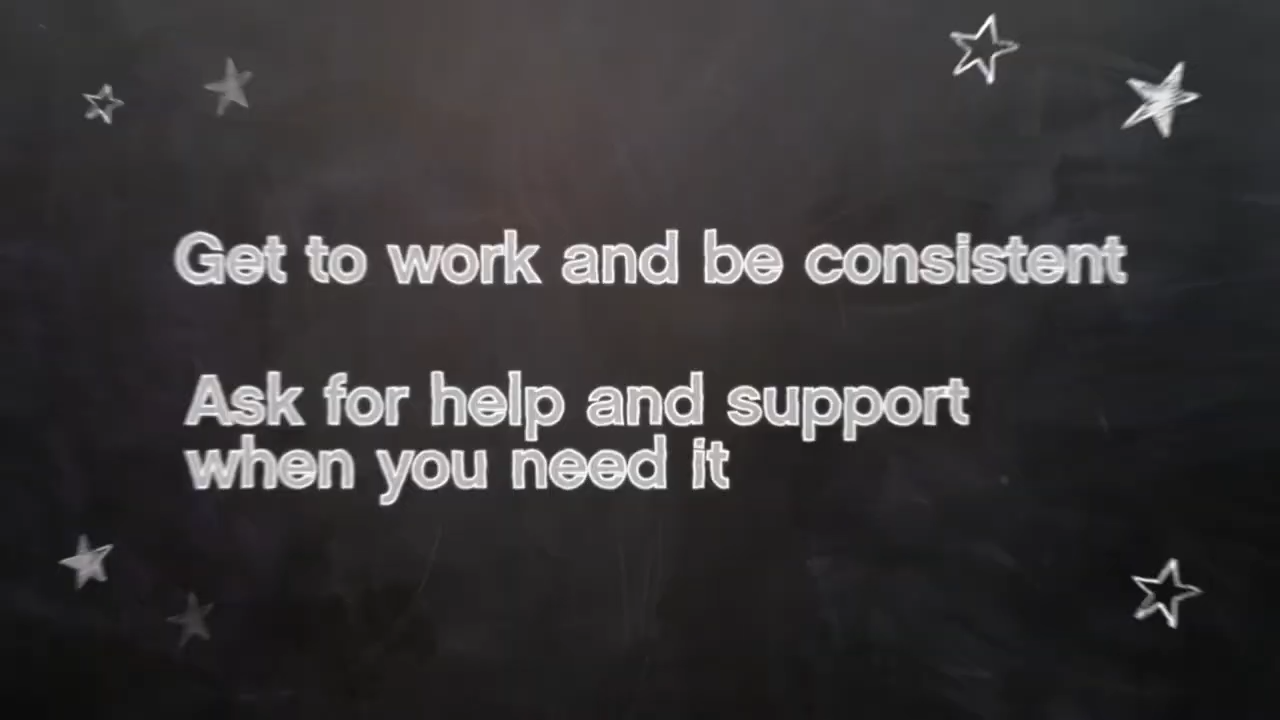 Get to work and be consistent
Ask for help and support
when you need it